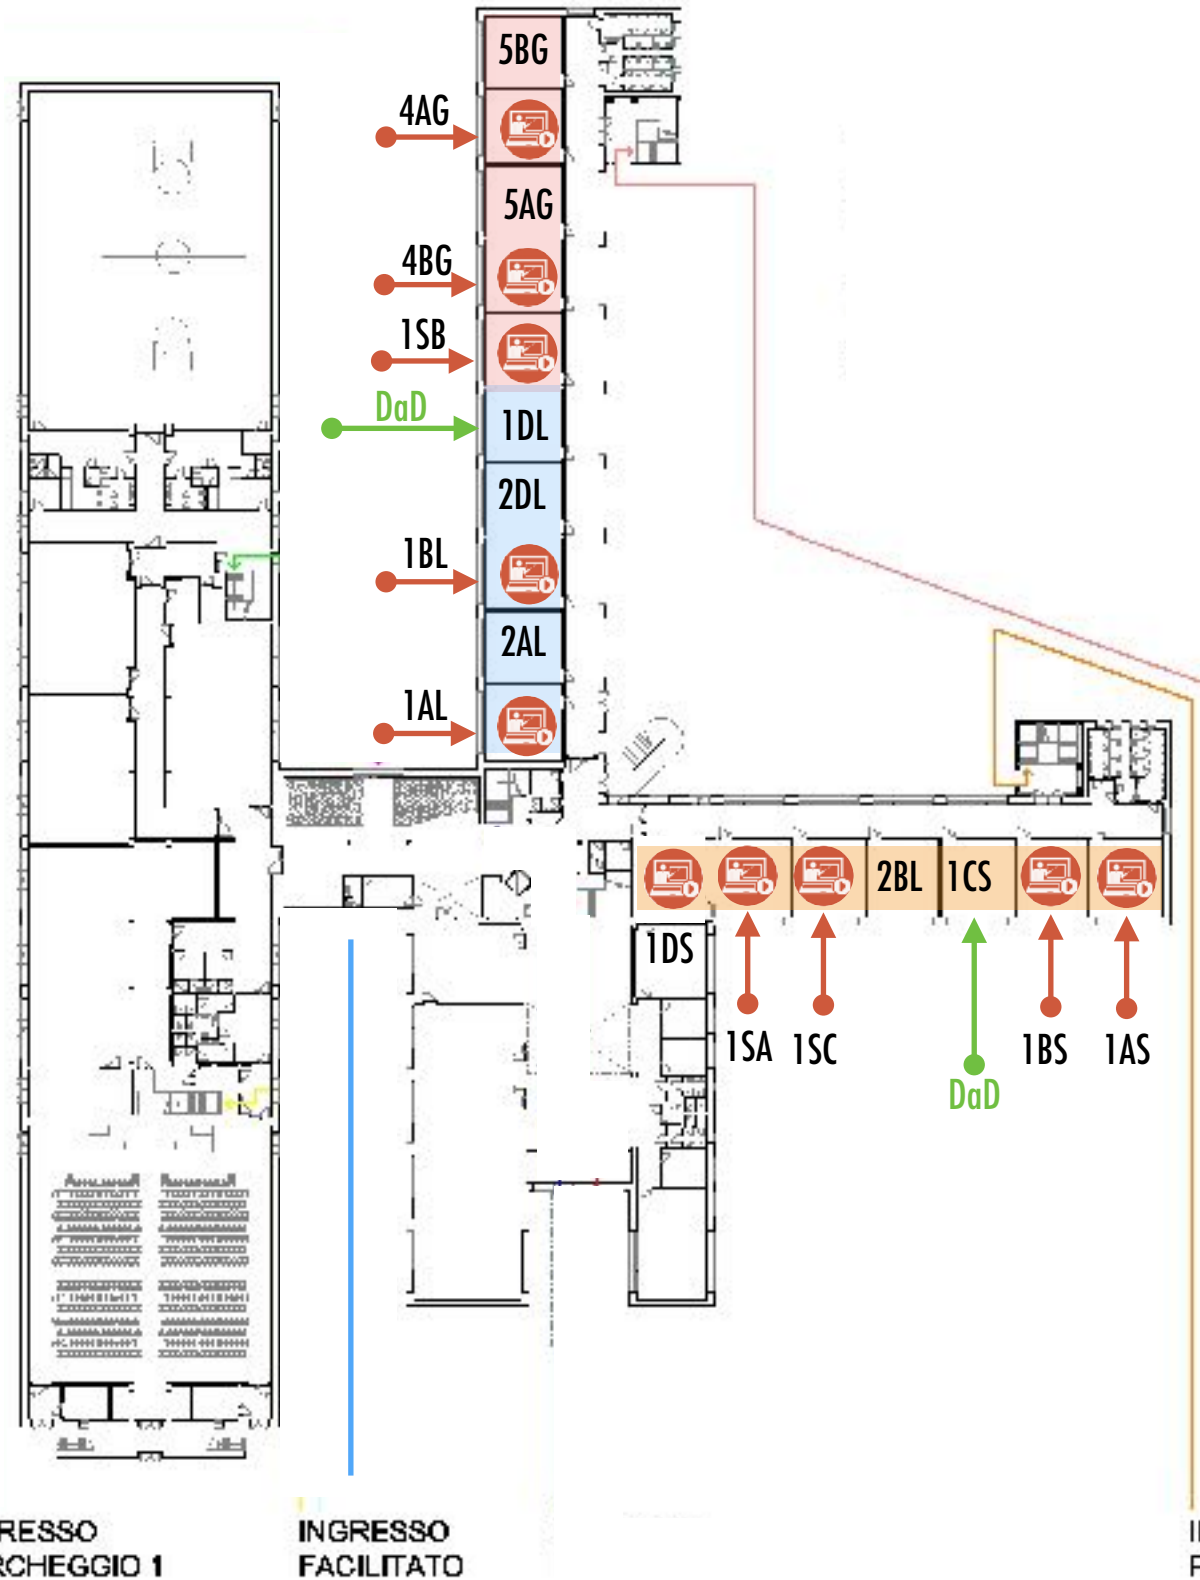 5BG
4AG
5AG
4BG
1SB
DaD
1DL
2DL
1BL
2AL
1AL
2BL
1CS
1DS
1SA
1SC
1BS
1AS
DaD
RESSO
RCHEGGIO 1
INGRESSO
FACILITATO